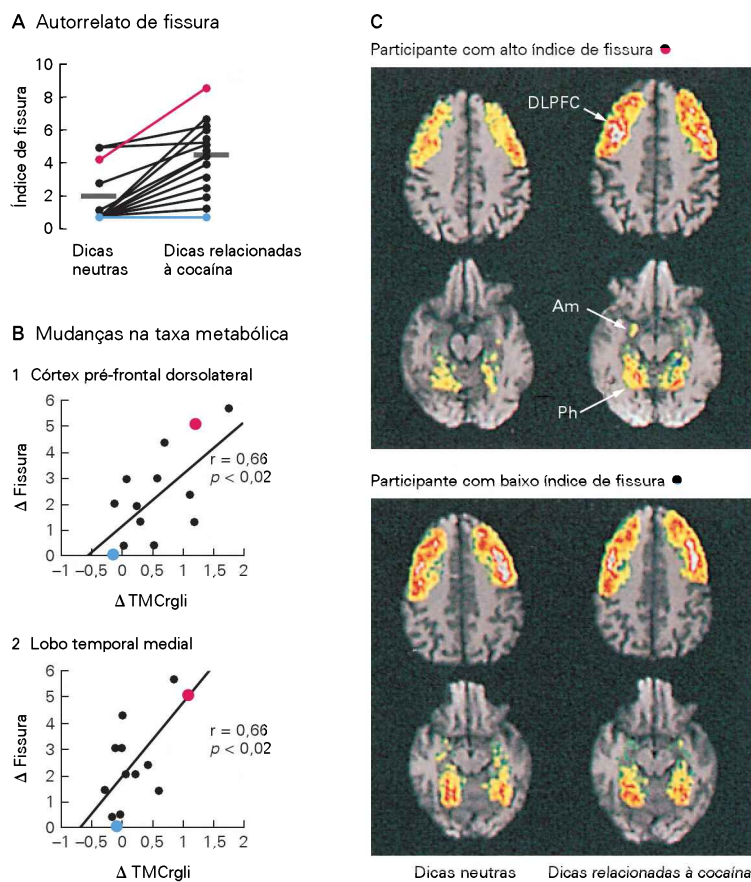 A Autorrelato de fissura
10
8
6
4
2
0
Índice de fissura
Dicas
neutras
Dicas relacionadas
à cocaína
B Mudanças na taxa metabólica
1 Córtex pré-frontal dorsolateral
6
5
4
3
2
1
0
Δ Fissura
r = 0,66
p < 0,02
−1 −0,5 0 0,5 1 1,5 2
Δ TMCrgli
2 Lobo temporal medial
6
5
4
3
2
1
0
Δ Fissura
r = 0,66
p < 0,02
−1 −0,5 0 0,5 1 1,5 2
Δ TMCrgli
C
Participante com alto índice de fissura
DLPFC
Am
Ph
Participante com baixo índice de fissura
Dicas neutras
Dicas relacionadas à cocaína